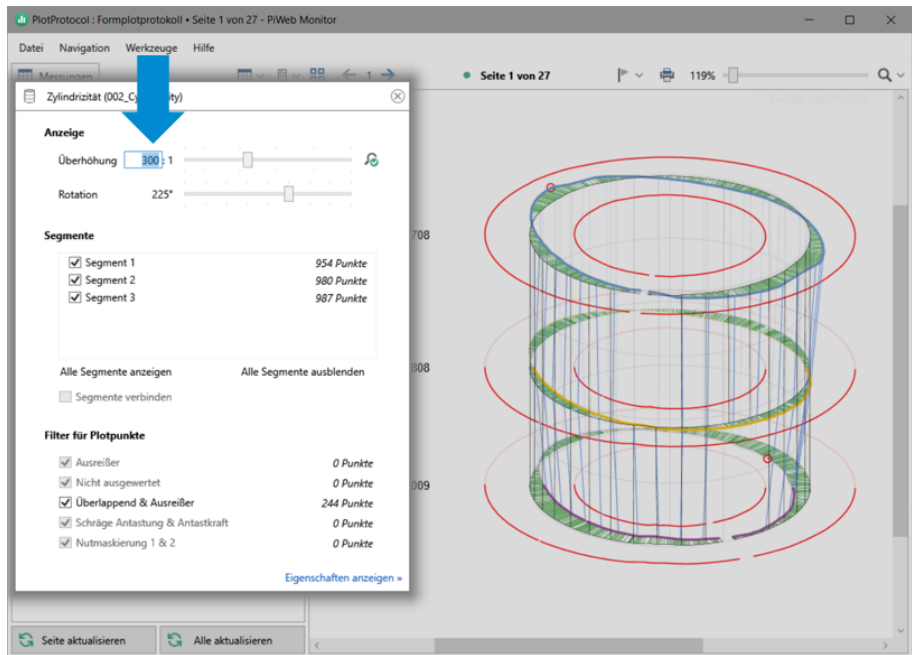 PlotProtocol : Formplotprotokoll • Seite 1 von 27 - PiWeb Monitor
Datei Navigation Werkzeuge Hilfe
Messungen 1 Seite 1 von 27 119%
Zylindrizität (002_Cy ity)
Anzeige
Überhöhung 300 : 1
Rotation 225°
Segmente
Segment 1 954 Punkte
Segment 2 980 Punkte
Segment 3 987 Punkte
Alle Segmente anzeigen Alle Segmente ausblenden
Segmente verbinden
Filter für Plotpunkte
Ausreißer 0 Punkte
Nicht ausgewertet 0 Punkte
Überlappend & Ausreißer 244 Punkte
Schräge Antastung & Antastkraft 0 Punkte
Nutmaskierung 1 & 2 0 Punkte
Eigenschaften anzeigen »
708
808
009
Seite aktualisieren Alle aktualisieren